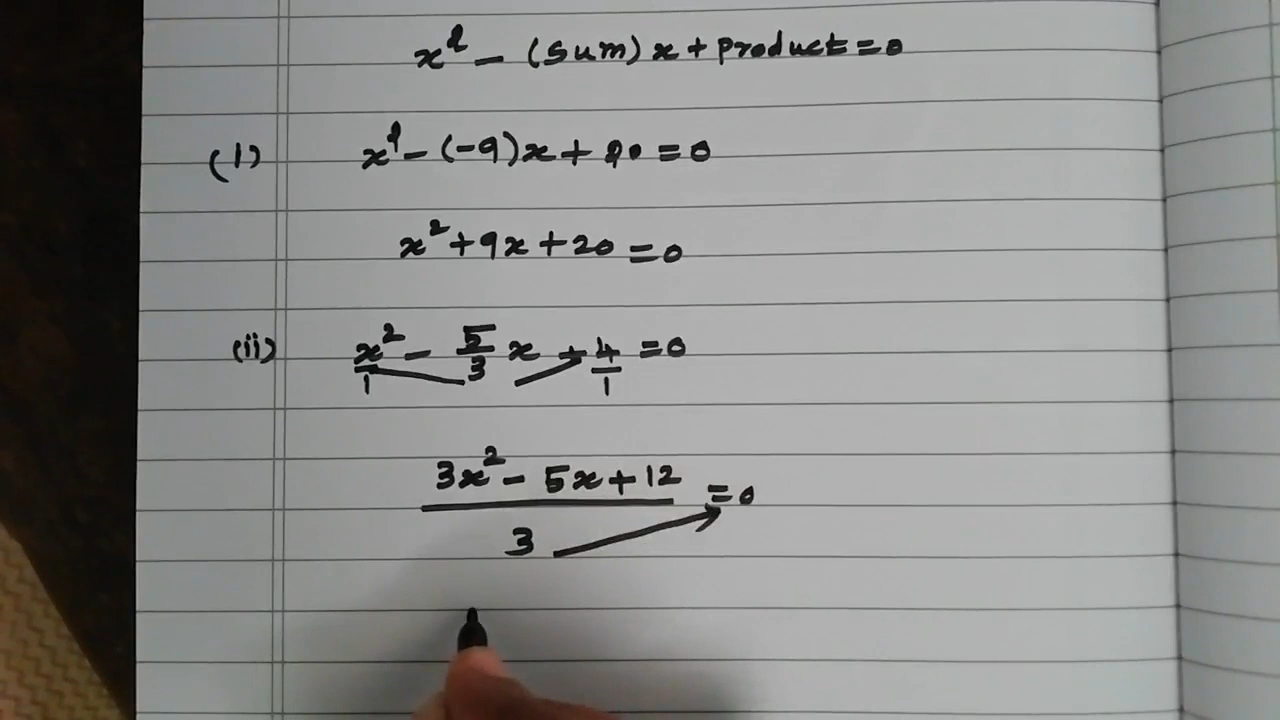 x² - (sum) x + product = 0
(i) x² - (-9)x + 20 = 0
x² + 9x + 20 = 0
(ii) x²/1 - 5/3 x + 4/1 = 0
(3x² - 5x + 12)/3 = 0